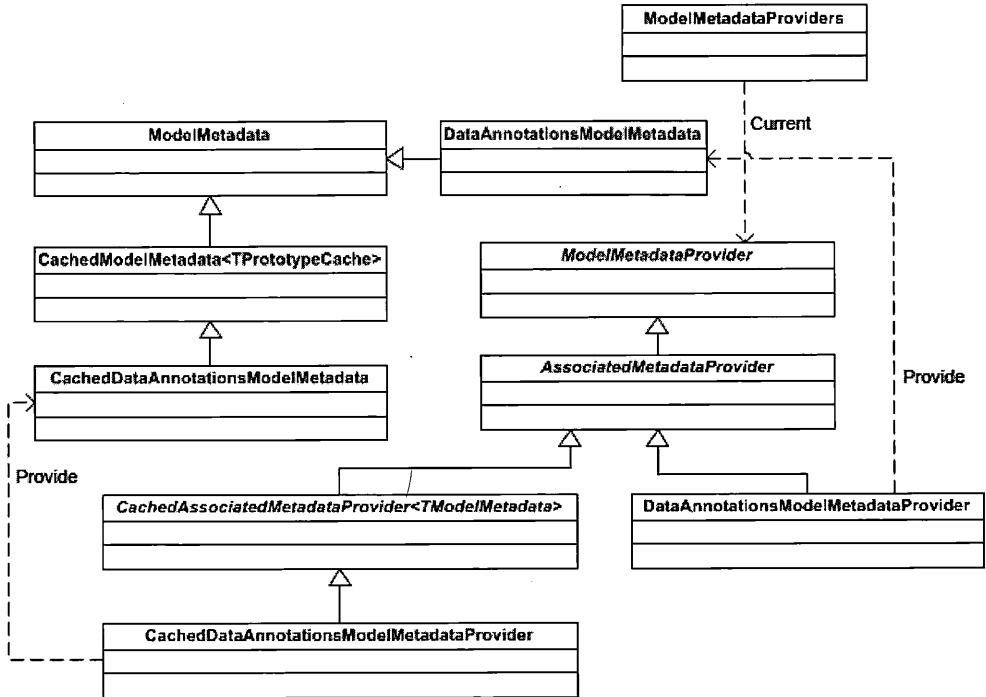 ModelMetadataProviders
Current
ModelMetadata
DataAnnotationsModelMetadata
CachedModelMetadata<TPrototypeCache>
ModelMetadataProvider
CachedDataAnnotationsModelMetadata
AssociatedMetadataProvider
Provide
Provide
CachedAssociatedMetadataProvider<TModelMetadata>
DataAnnotationsModelMetadataProvider
CachedDataAnnotationsModelMetadataProvider